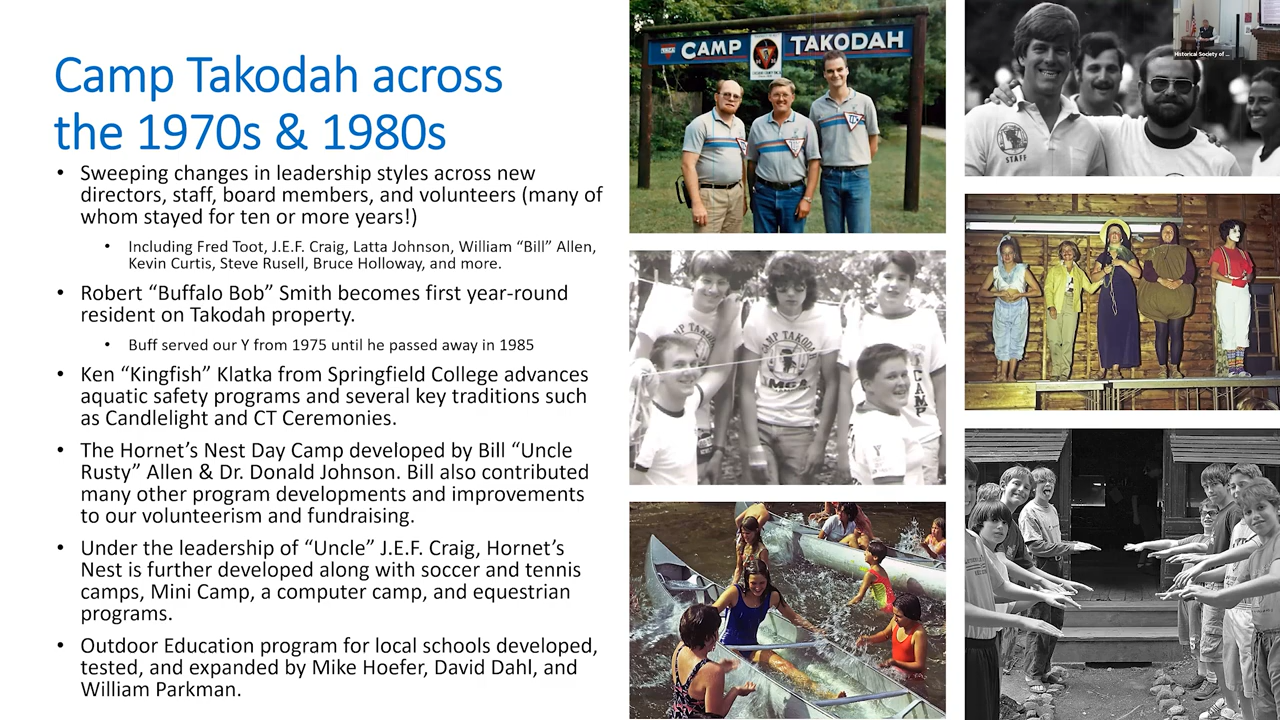 Camp Takodah across
the 1970s & 1980s
• Sweeping changes in leadership styles across new
directors, staff, board members, and volunteers (many of
whom stayed for ten or more years!)
• Including Fred Toot, J.E.F. Craig, Latta Johnson, William “Bill” Allen,
Kevin Curtis, Steve Rusell, Bruce Holloway, and more.
• Robert “Buffalo Bob” Smith becomes first year-round
resident on Takodah property.
• Buff served our Y from 1975 until he passed away in 1985
• Ken “Kingfish” Klatka from Springfield College advances
aquatic safety programs and several key traditions such
as Candlelight and CT Ceremonies.
• The Hornet’s Nest Day Camp developed by Bill “Uncle
Rusty” Allen & Dr. Donald Johnson. Bill also contributed
many other program developments and improvements
to our volunteerism and fundraising.
• Under the leadership of “Uncle” J.E.F. Craig, Hornet’s
Nest is further developed along with soccer and tennis
camps, Mini Camp, a computer camp, and equestrian
programs.
• Outdoor Education program for local schools developed,
tested, and expanded by Mike Hoefer, David Dahl, and
William Parkman.
CAMP TAKODAH
STAFF
Historical Society of ...
CAMP TAKODAH
YMCA
CAMP